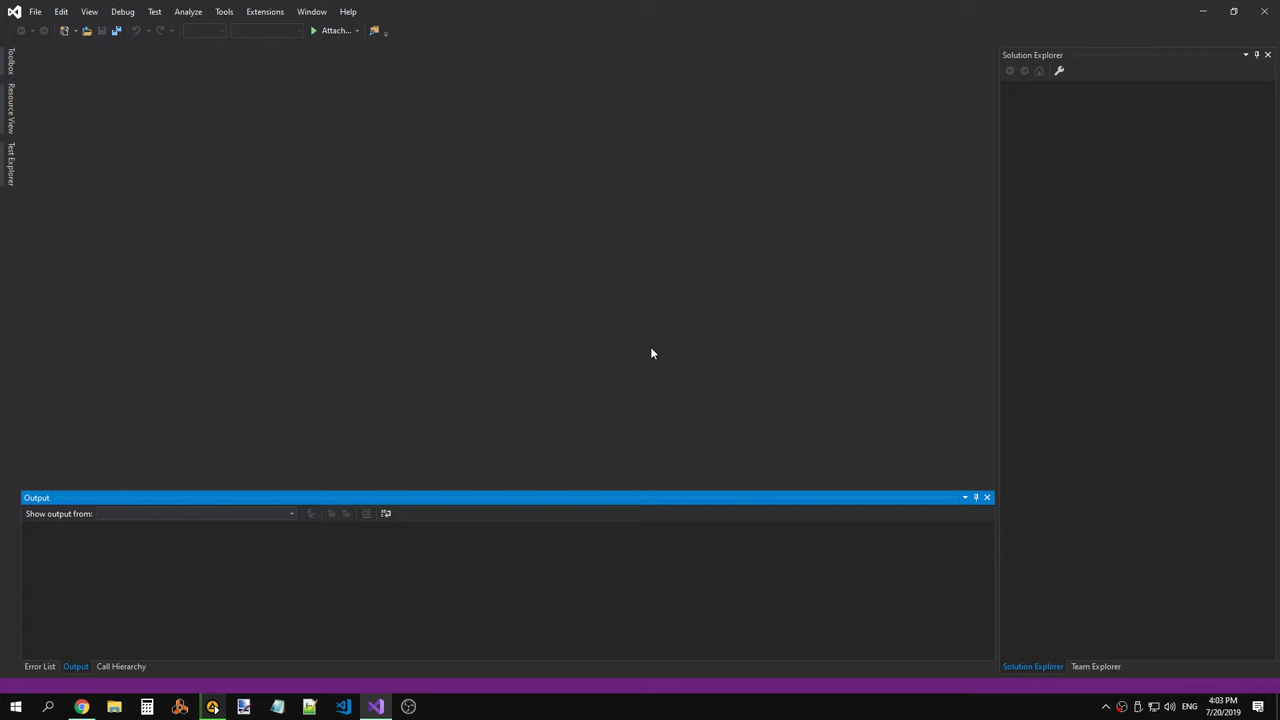 File Edit View Debug Test Analyze Tools Extensions Window Help
Attach...
Toolbox
Resource View
Test Explorer
Solution Explorer
Output
Show output from:
Error List Output Call Hierarchy
Solution Explorer Team Explorer
ENG
4:03 PM
7/20/2019